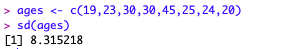 > ages <- c(19,23,30,30,45,25,24,20)
> sd(ages)
[1] 8.315218